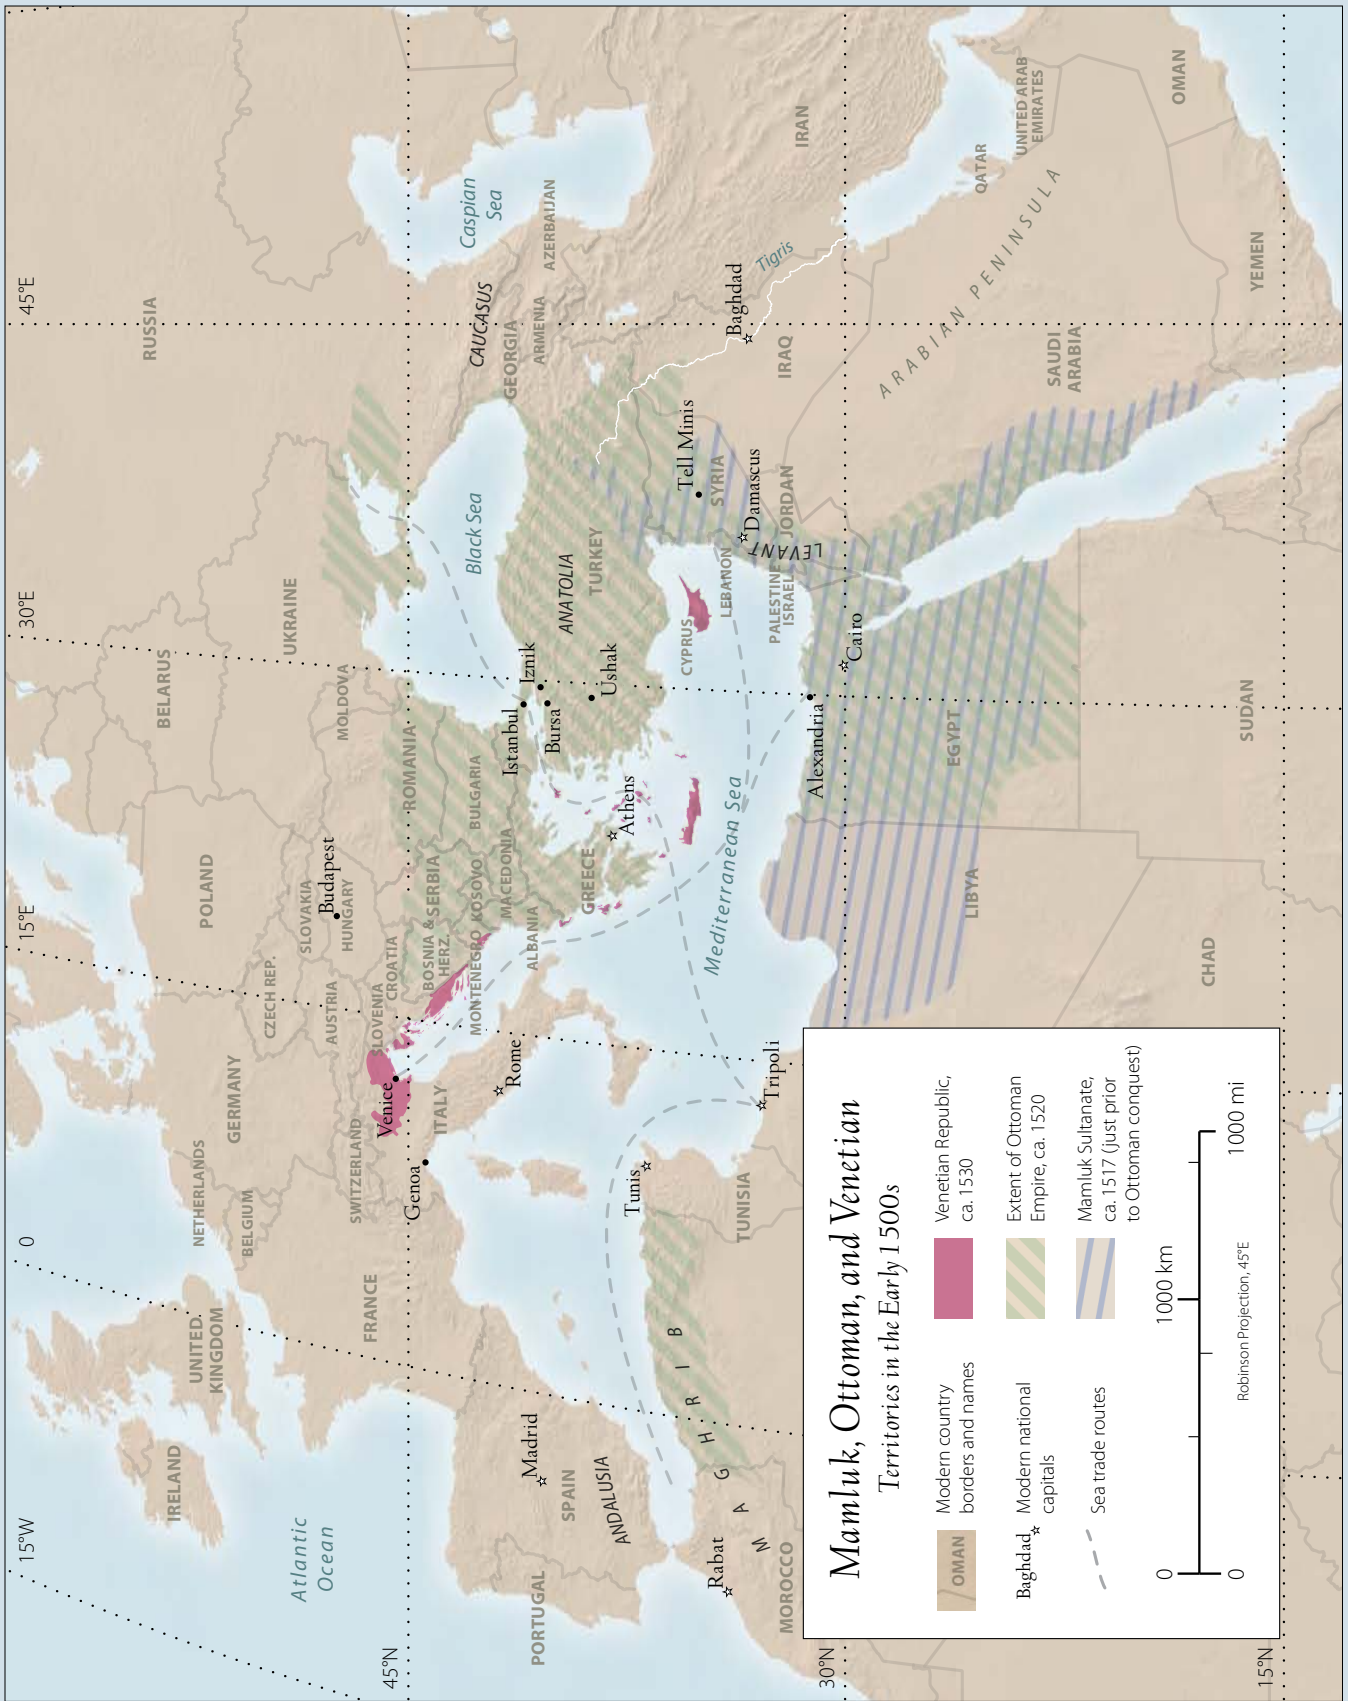 15°W
0
15°E
30°E
45°E
45°N
30°N
15°N
Atlantic
Ocean
IRELAND
UNITED
KINGDOM
NETHERLANDS
BELGIUM
GERMANY
POLAND
BELARUS
RUSSIA
CZECH REP.
SLOVAKIA
Budapest
HUNGARY
AUSTRIA
SWITZERLAND
FRANCE
SLOVENIA
CROATIA
MOLDOVA
UKRAINE
ROMANIA
BOSNIA &
HERZ.
SERBIA
MONTENEGRO
KOSOVO
BULGARIA
MACEDONIA
ALBANIA
GREECE
Athens
Venice
Genoa
ITALY
Rome
PORTUGAL
SPAIN
Madrid
ANDALUSIA
Black Sea
Caspian
Sea
CAUCASUS
GEORGIA
ARMENIA
AZERBAIJAN
Istanbul
Iznik
Bursa
Ushak
ANATOLIA
TURKEY
Mediterranean Sea
CYPRUS
LEBANON
SYRIA
Tell Minis
Damascus
LEVANT
PALESTINE
ISRAEL
JORDAN
IRAQ
Baghdad
Tigris
IRAN
Rabat
MOROCCO
MAGHRIB
Tunis
TUNISIA
Tripoli
LIBYA
Alexandria
Cairo
EGYPT
CHAD
SUDAN
ARABIAN PENINSULA
SAUDI
ARABIA
QATAR
UNITED ARAB
EMIRATES
OMAN
YEMEN
Mamluk, Ottoman, and Venetian
Territories in the Early 1500s
OMAN
Modern country
borders and names
Baghdad
Modern national
capitals
Sea trade routes
Venetian Republic,
ca. 1530
Extent of Ottoman
Empire, ca. 1520
Mamluk Sultanate,
ca. 1517 (just prior
to Ottoman conquest)
0
1000 km
0
1000 mi
Robinson Projection, 45°E